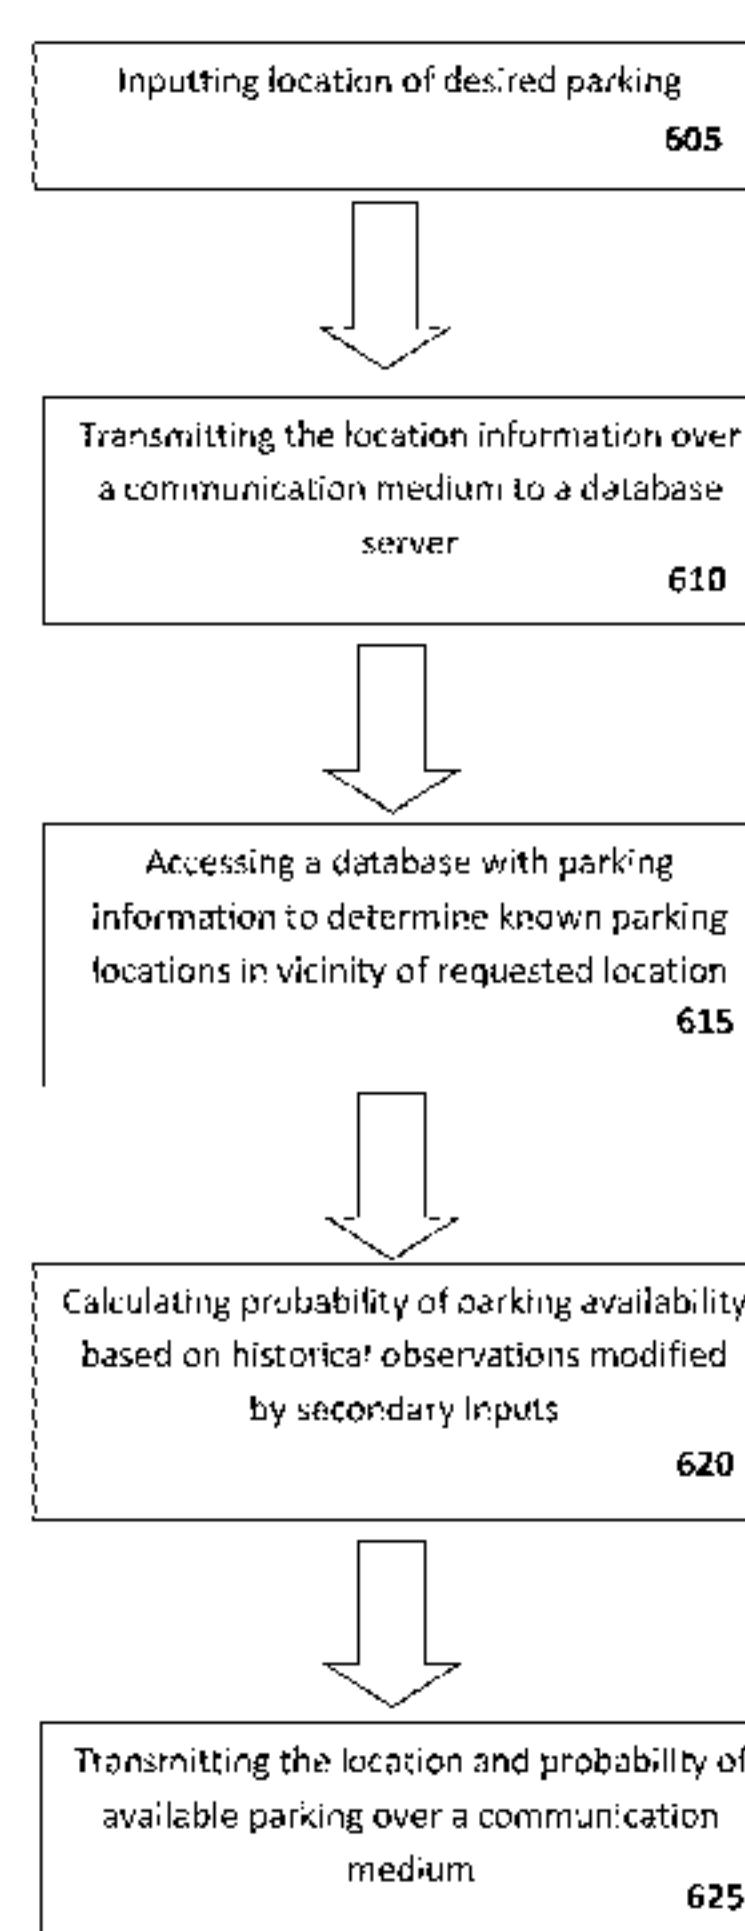 Inputting location of desired parking
605
Transmitting the location information over
a communication medium to a database
server
610
Accessing a database with parking
information to determine known parking
locations in vicinity of requested location
615
Calculating probability of parking availability
based on historical observations modified
by secondary Inputs
620
Transmitting the location and probability of
available parking over a communication
medium
625